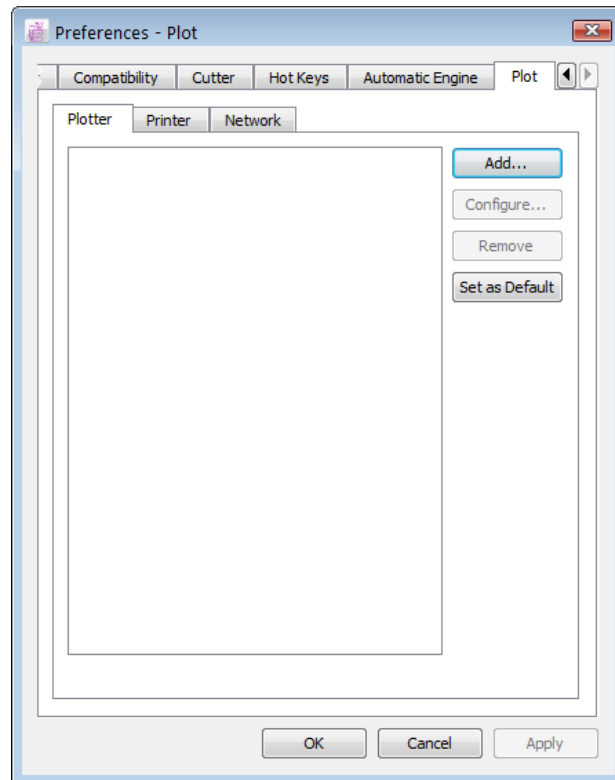 Preferences - Plot
Compatibility Cutter Hot Keys Automatic Engine Plot
Plotter Printer Network
Add...
Configure...
Remove
Set as Default
OK Cancel Apply